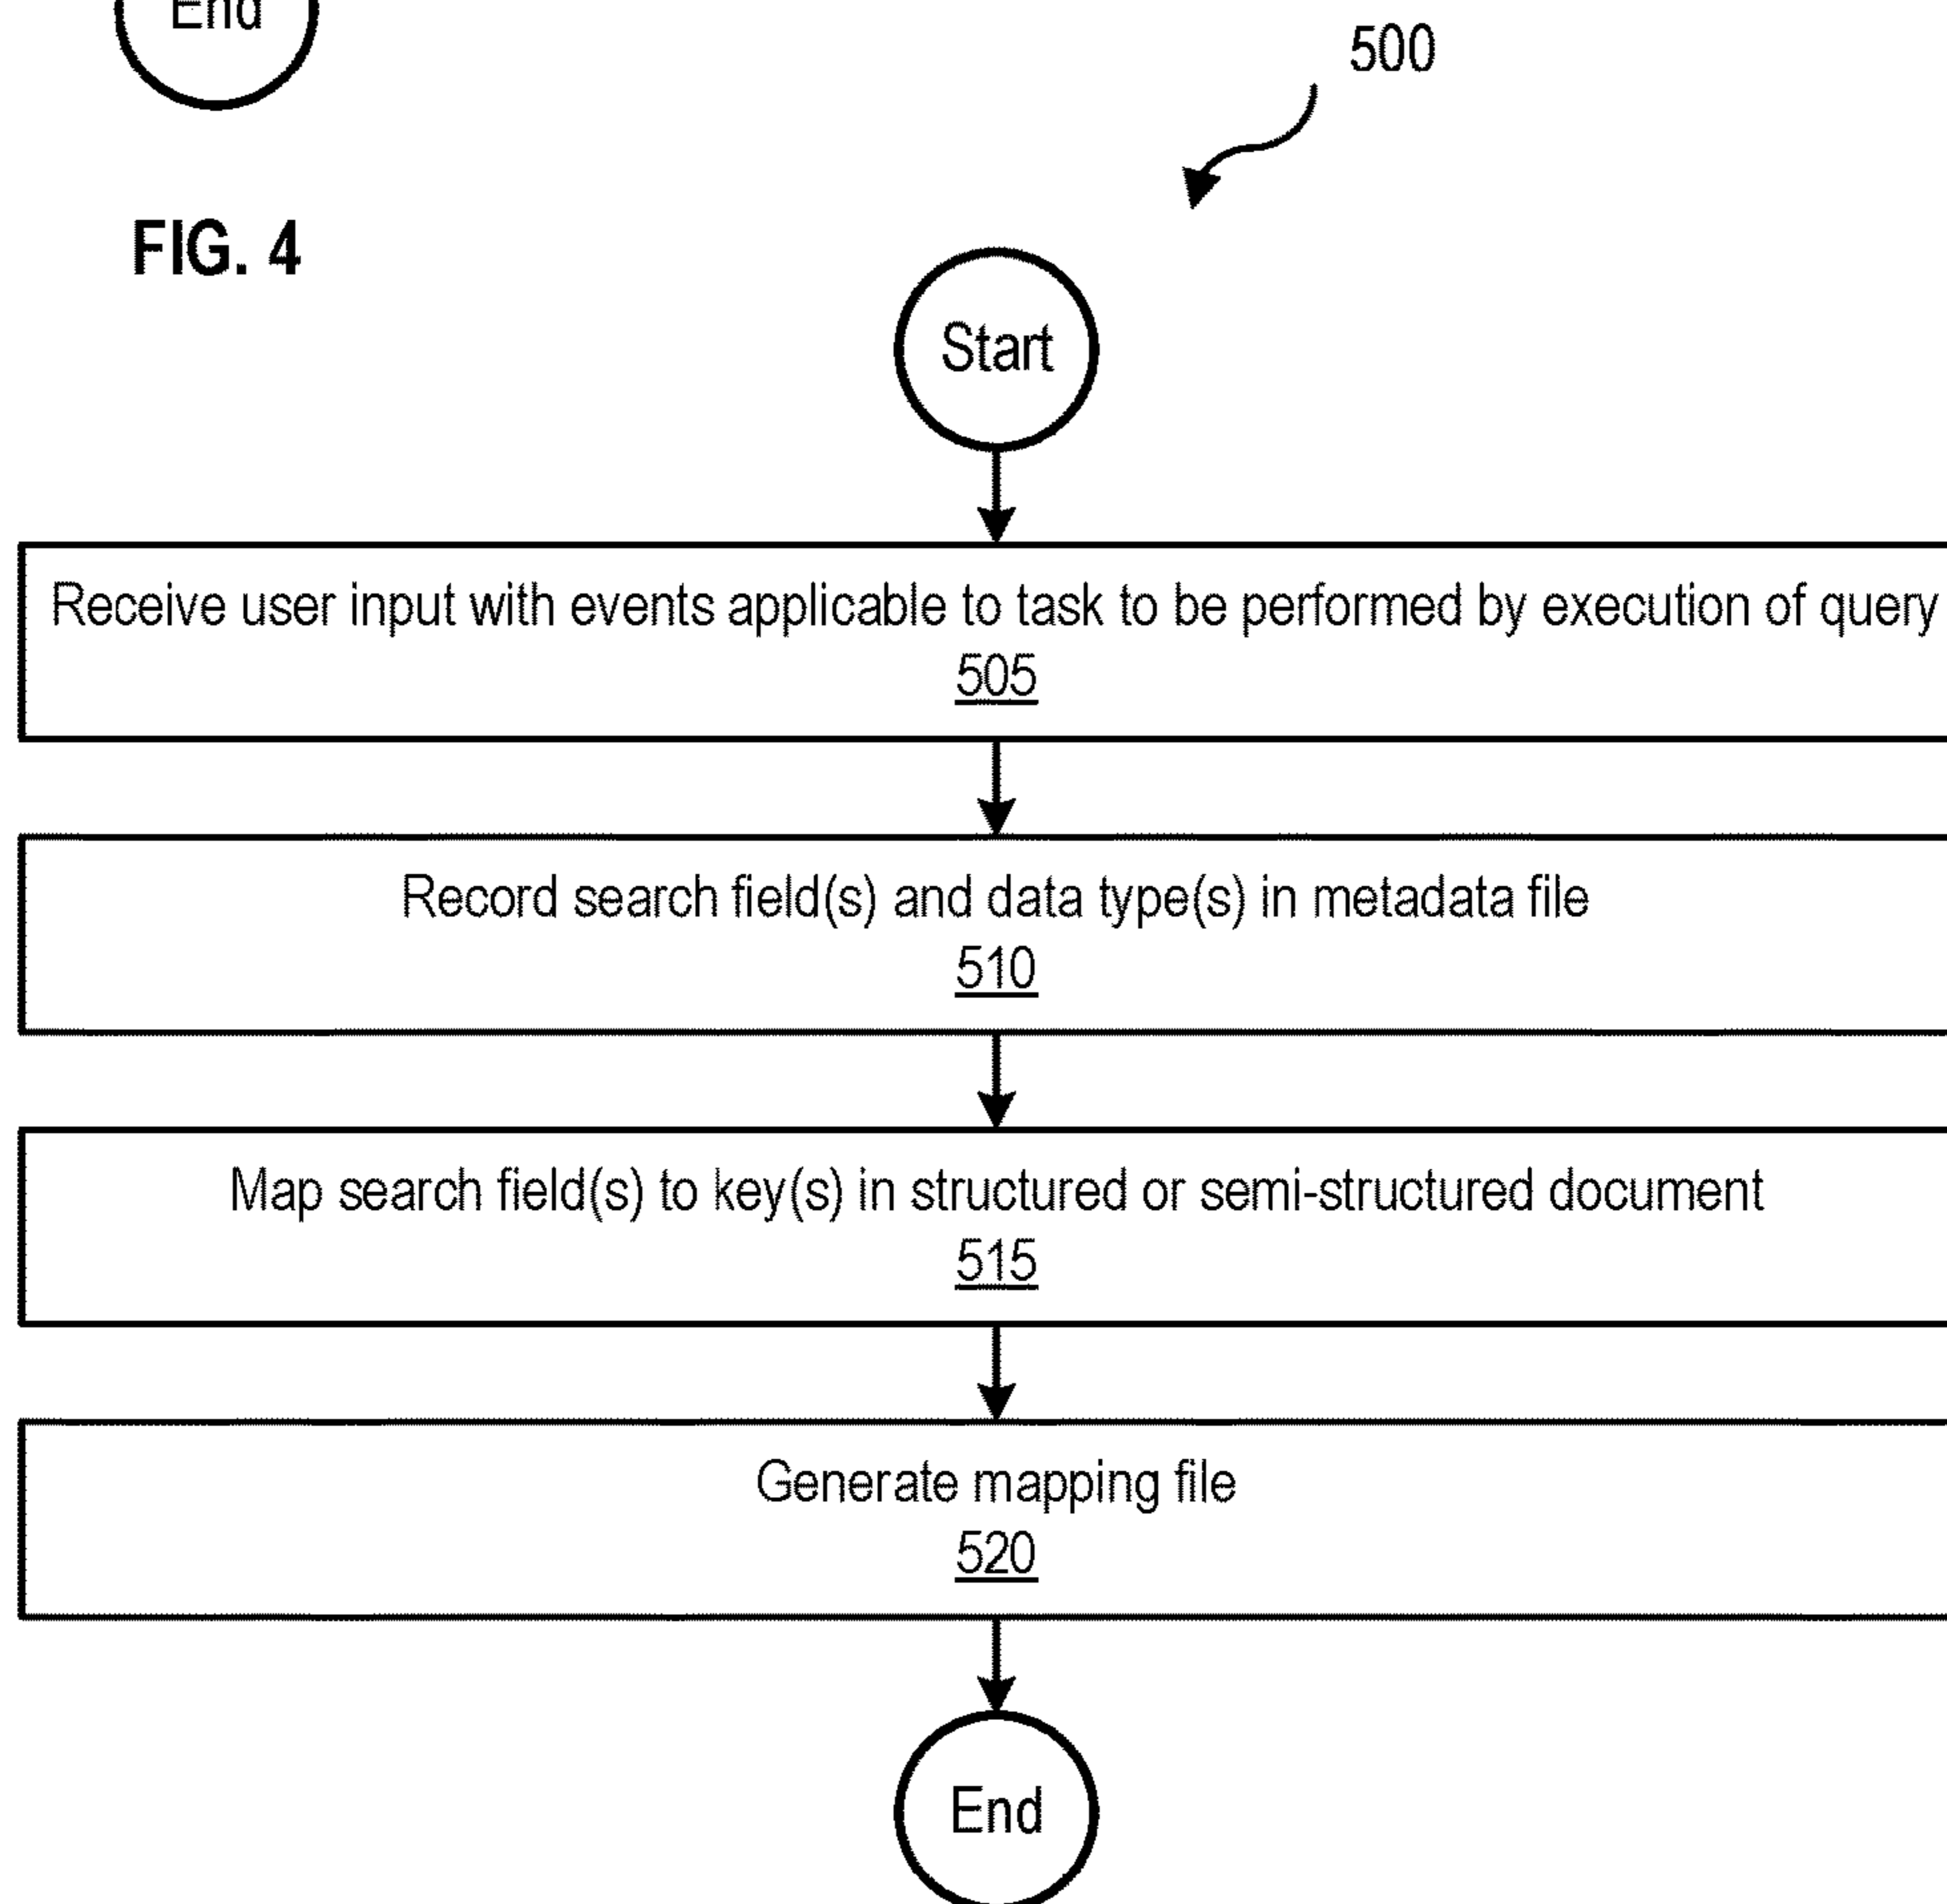 End
500
FIG. 4
Start
Receive user input with events applicable to task to be performed by execution of query
505
Record search field(s) and data type(s) in metadata file
510
Map search field(s) to key(s) in structured or semi-structured document
515
Generate mapping file
520
End